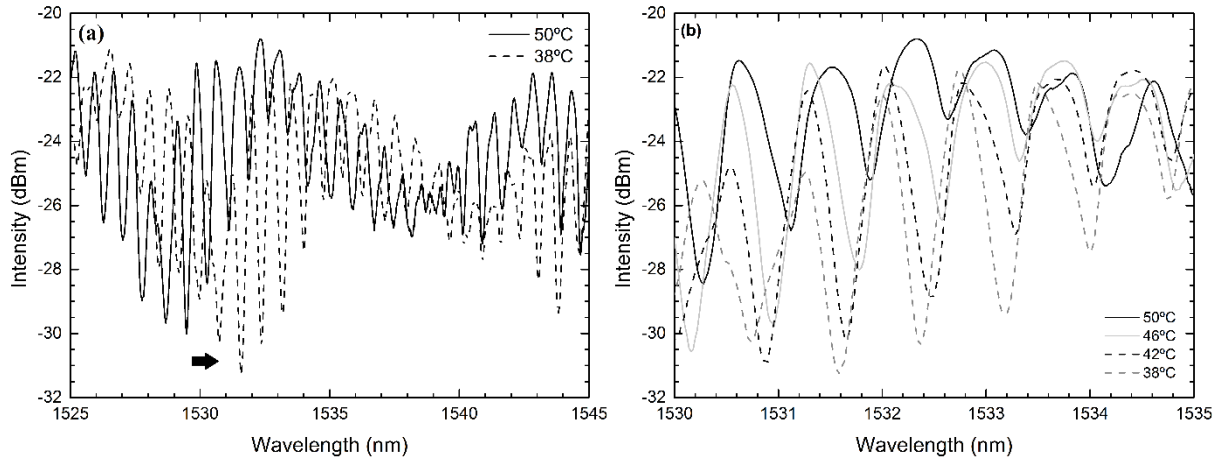 (a)
50ºC
38ºC
Intensity (dBm)
-20
-22
-24
-26
-28
-30
-32
1525
1530
1535
1540
1545
Wavelength (nm)
(b)
50ºC
46ºC
42ºC
38ºC
Intensity (dBm)
-20
-22
-24
-26
-28
-30
-32
1530
1531
1532
1533
1534
1535
Wavelength (nm)